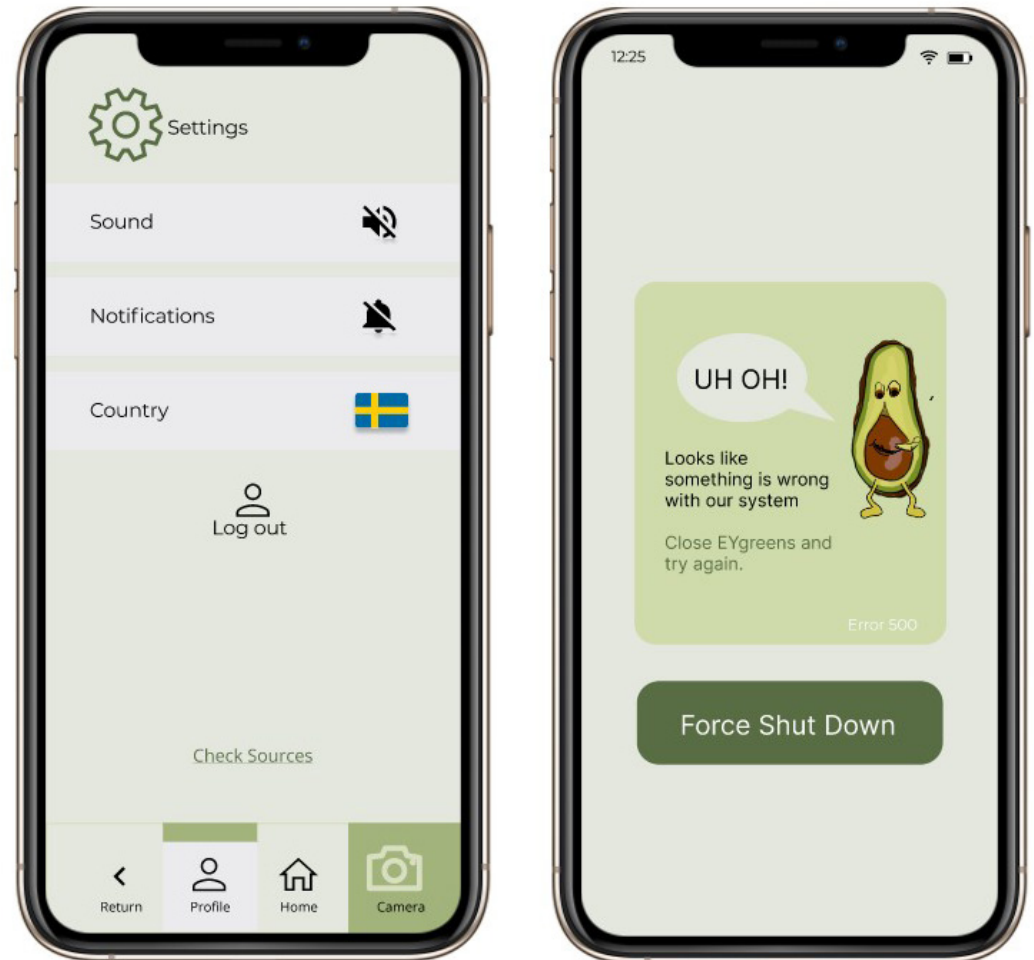 Settings
Sound
Notifications
Country
Log out
Check Sources
Return
Profile
Home
Camera
12:25
UH OH!
Looks like
something is wrong
with our system
Close EYgreens and
try again.
Error 500
Force Shut Down